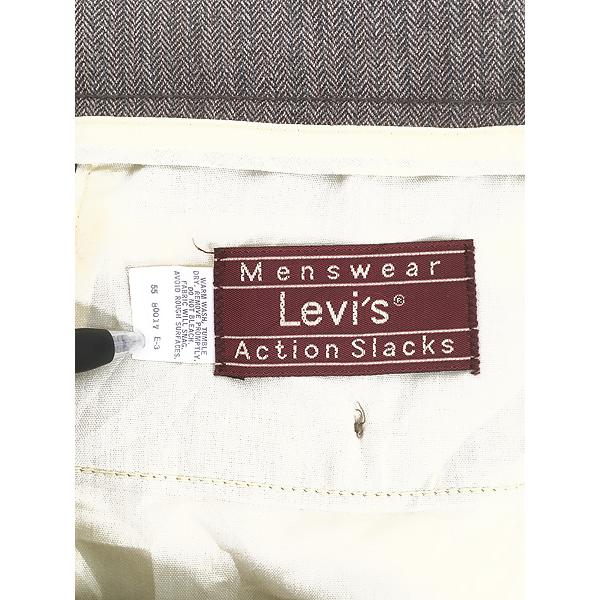 Menswear
Levi's®
Action Slacks
WARM WASH, TUMBLE
DRY, REMOVE PROMPTLY.
DO NOT BLEACH.
FABRIC WILL SNAG,
AVOID ROUGH SURFACES.
55 80017 E-3